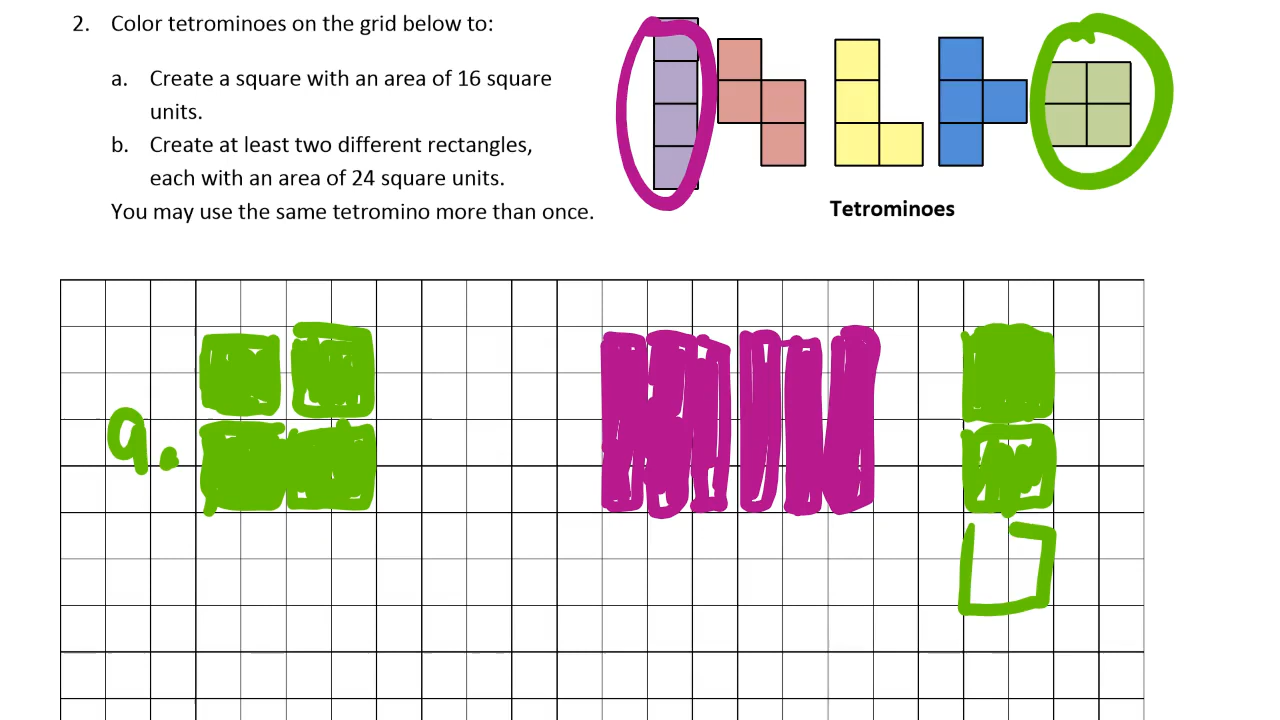 2. Color tetrominoes on the grid below to:
a. Create a square with an area of 16 square
units.
b. Create at least two different rectangles,
each with an area of 24 square units.
You may use the same tetromino more than once.
Tetrominoes
a.